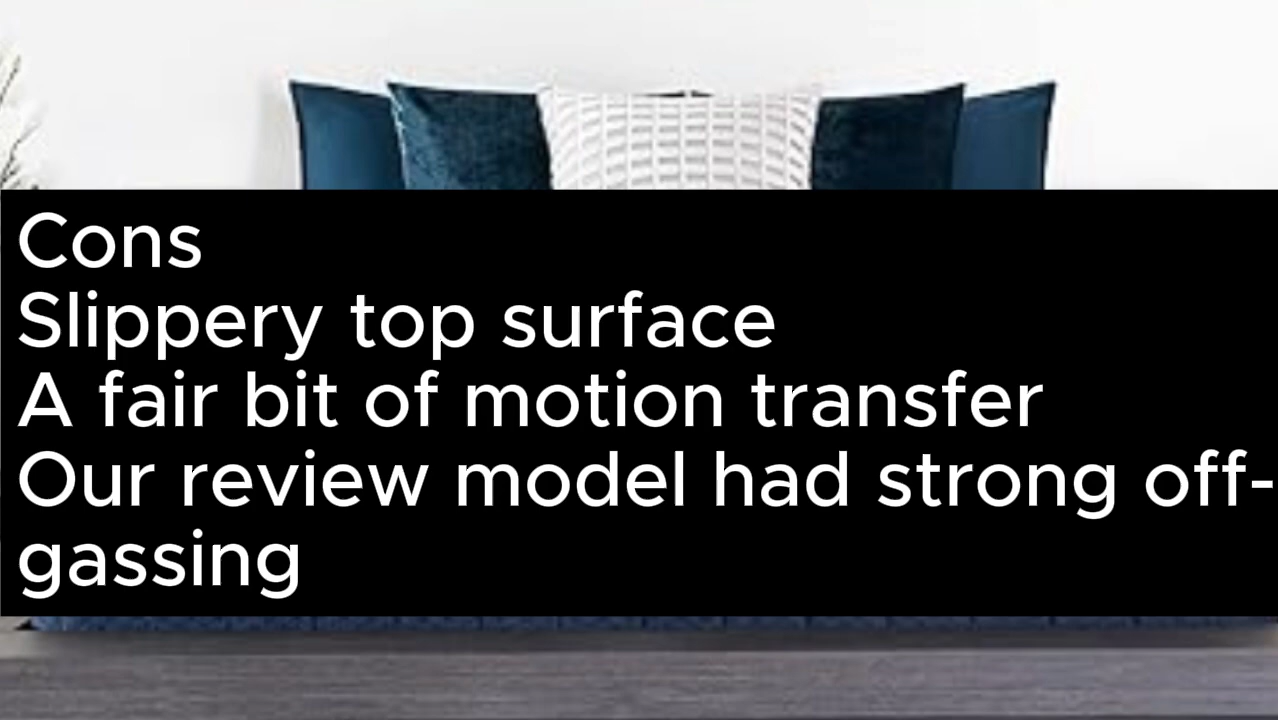 Cons
Slippery top surface
A fair bit of motion transfer
Our review model had strong off-
gassing